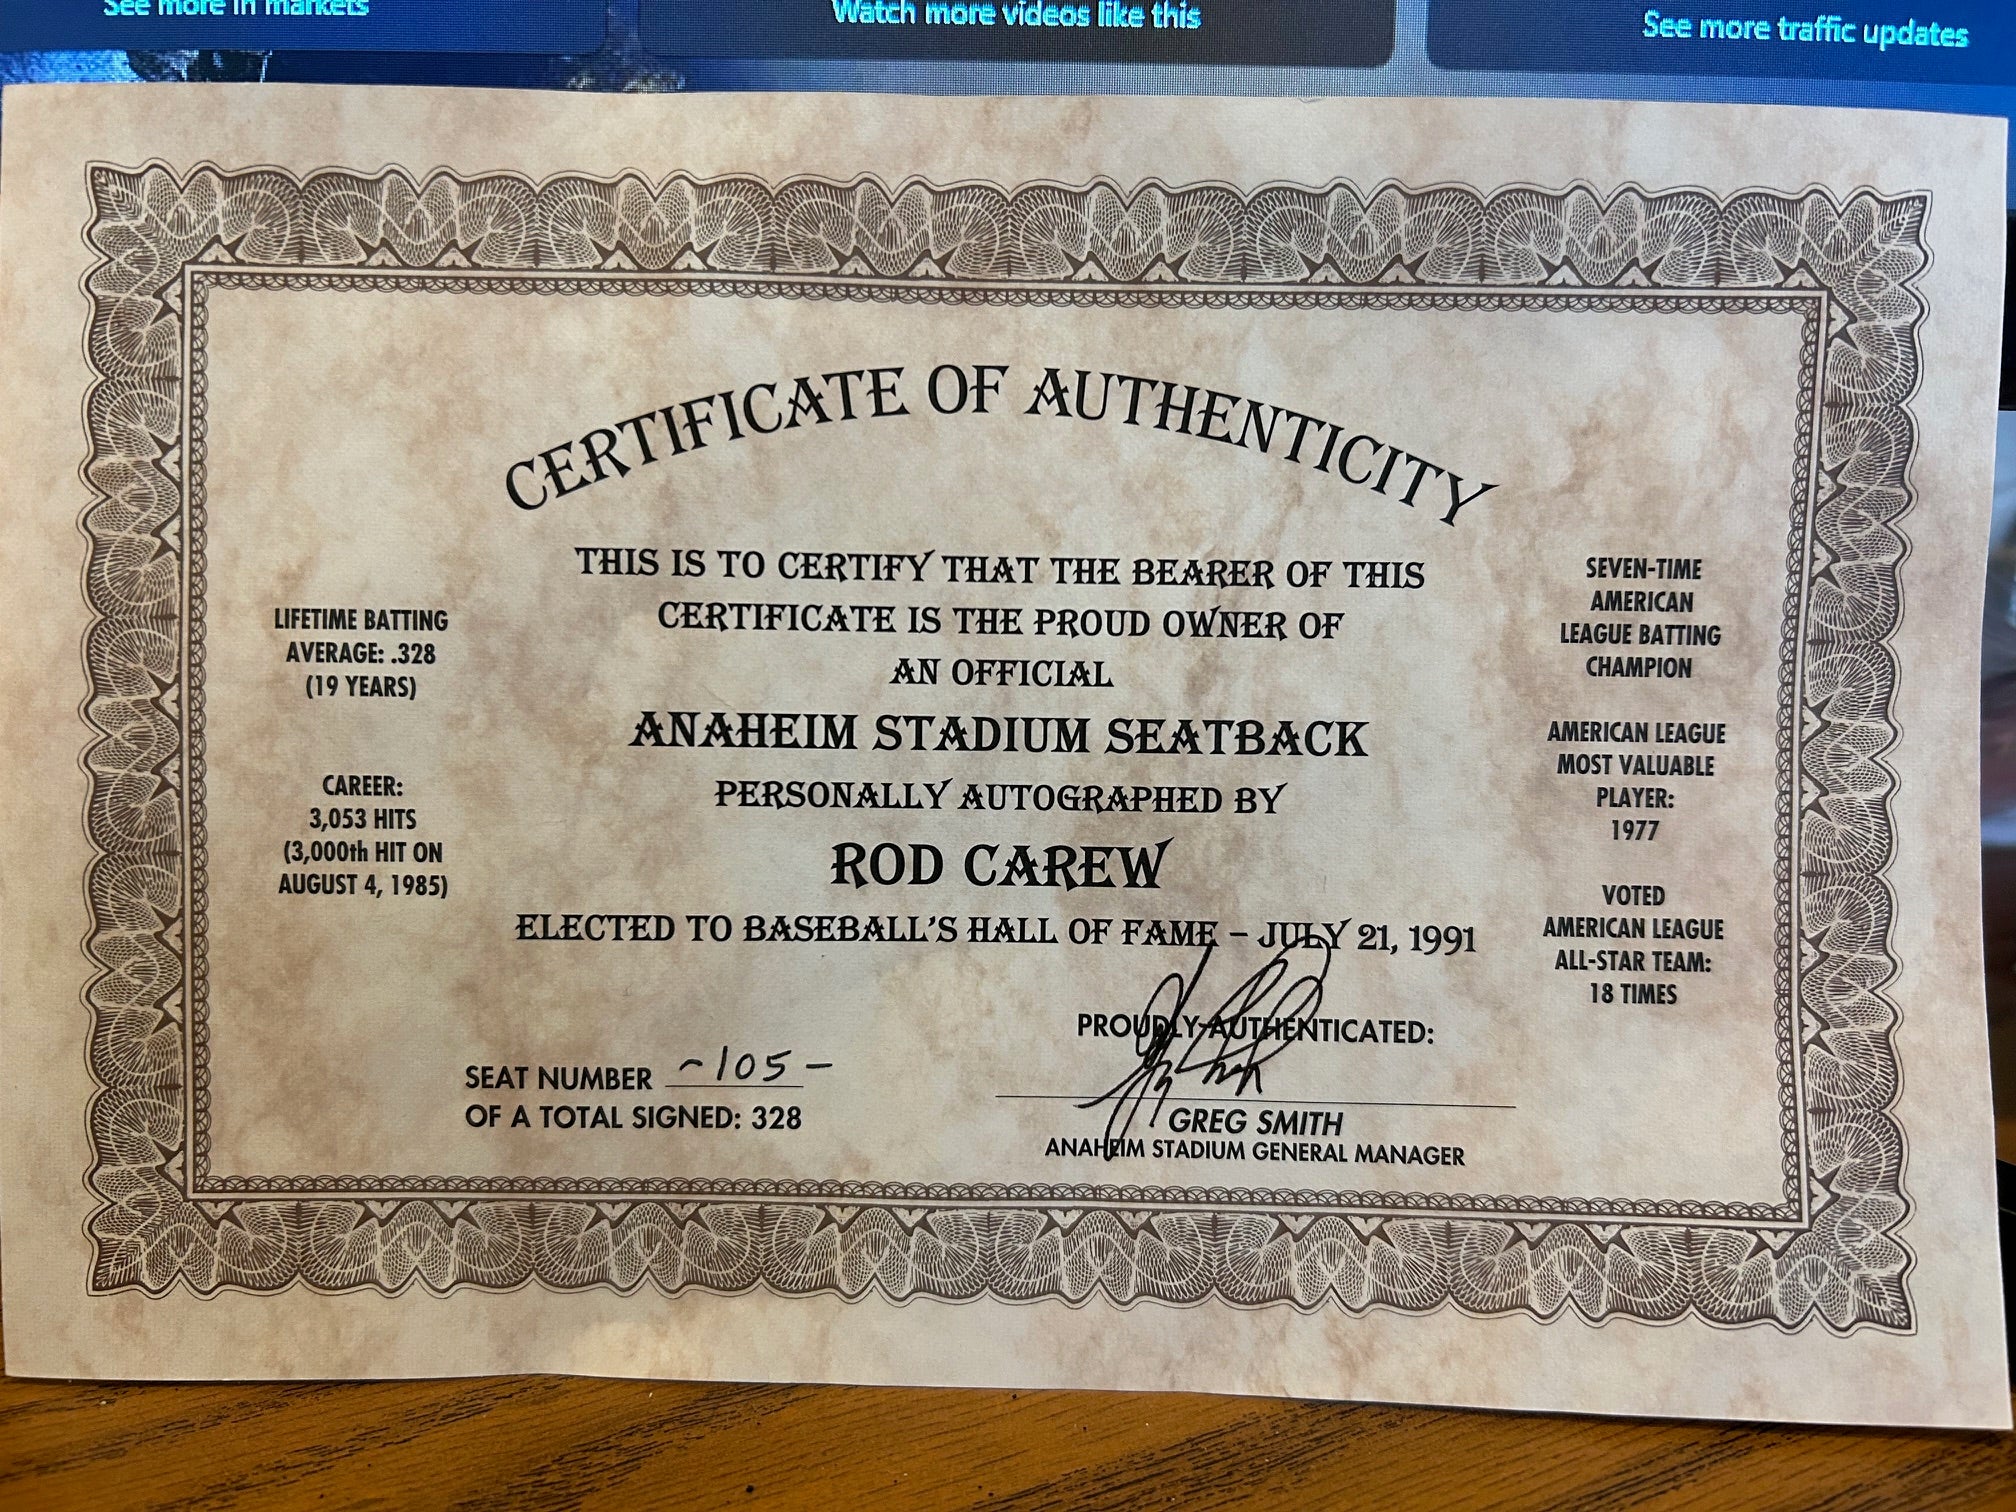 See more in markets
Watch more videos like this
See more traffic updates
CERTIFICATE OF AUTHENTICITY
THIS IS TO CERTIFY THAT THE BEARER OF THIS
CERTIFICATE IS THE PROUD OWNER OF
AN OFFICIAL
ANAHEIM STADIUM SEATBACK
PERSONALLY AUTOGRAPHED BY
ROD CAREW
ELECTED TO BASEBALL'S HALL OF FAME – JULY 21, 1991
LIFETIME BATTING
AVERAGE: .328
(19 YEARS)
CAREER:
3,053 HITS
(3,000th HIT ON
AUGUST 4, 1985)
SEVEN-TIME
AMERICAN
LEAGUE BATTING
CHAMPION
AMERICAN LEAGUE
MOST VALUABLE
PLAYER:
1977
VOTED
AMERICAN LEAGUE
ALL-STAR TEAM:
18 TIMES
SEAT NUMBER ~105-
OF A TOTAL SIGNED: 328
PROUDLY AUTHENTICATED:
GREG SMITH
ANAHEIM STADIUM GENERAL MANAGER